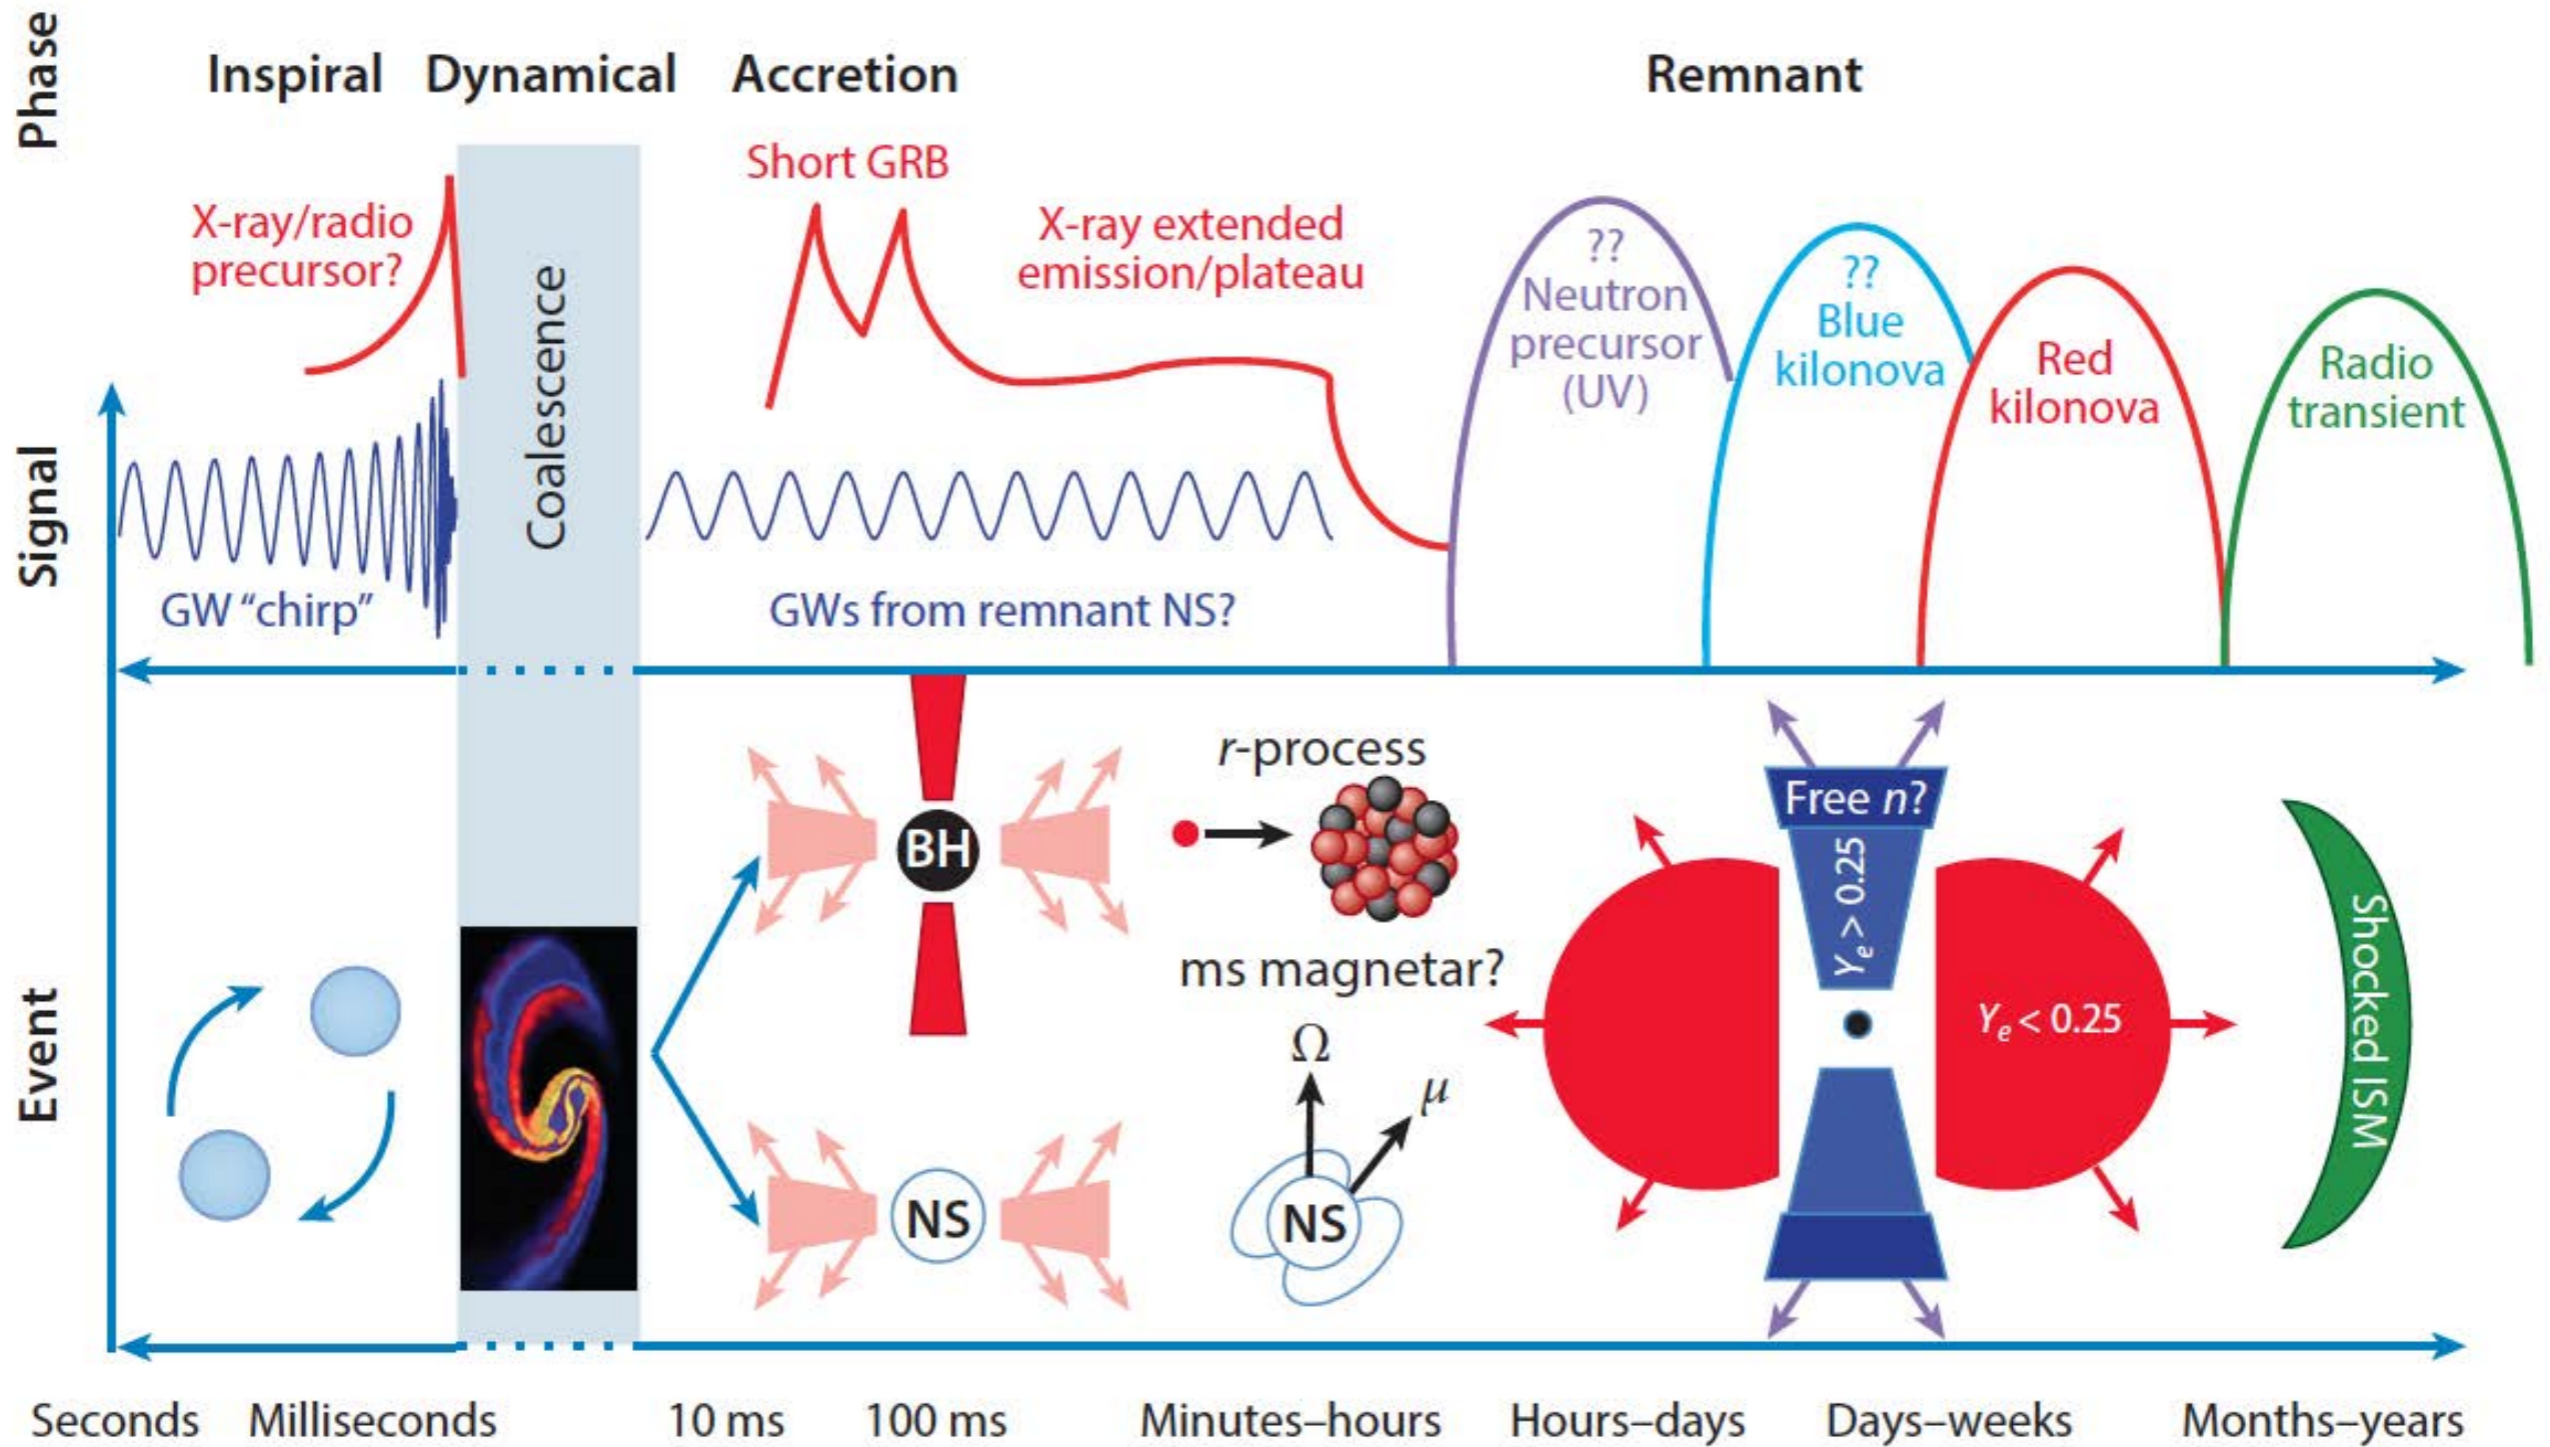 Phase
Inspiral
Dynamical
Accretion
Remnant
Signal
X-ray/radio
precursor?
GW “chirp”
Coalescence
Short GRB
X-ray extended
emission/plateau
GWs from remnant NS?
??
Neutron
precursor
(UV)
??
Blue
kilonova
Red
kilonova
Radio
transient
Event
BH
NS
r-process
ms magnetar?
Ω
μ
NS
Free n?
Ye > 0.25
Ye < 0.25
Shocked ISM
Seconds
Milliseconds
10 ms
100 ms
Minutes–hours
Hours–days
Days–weeks
Months–years